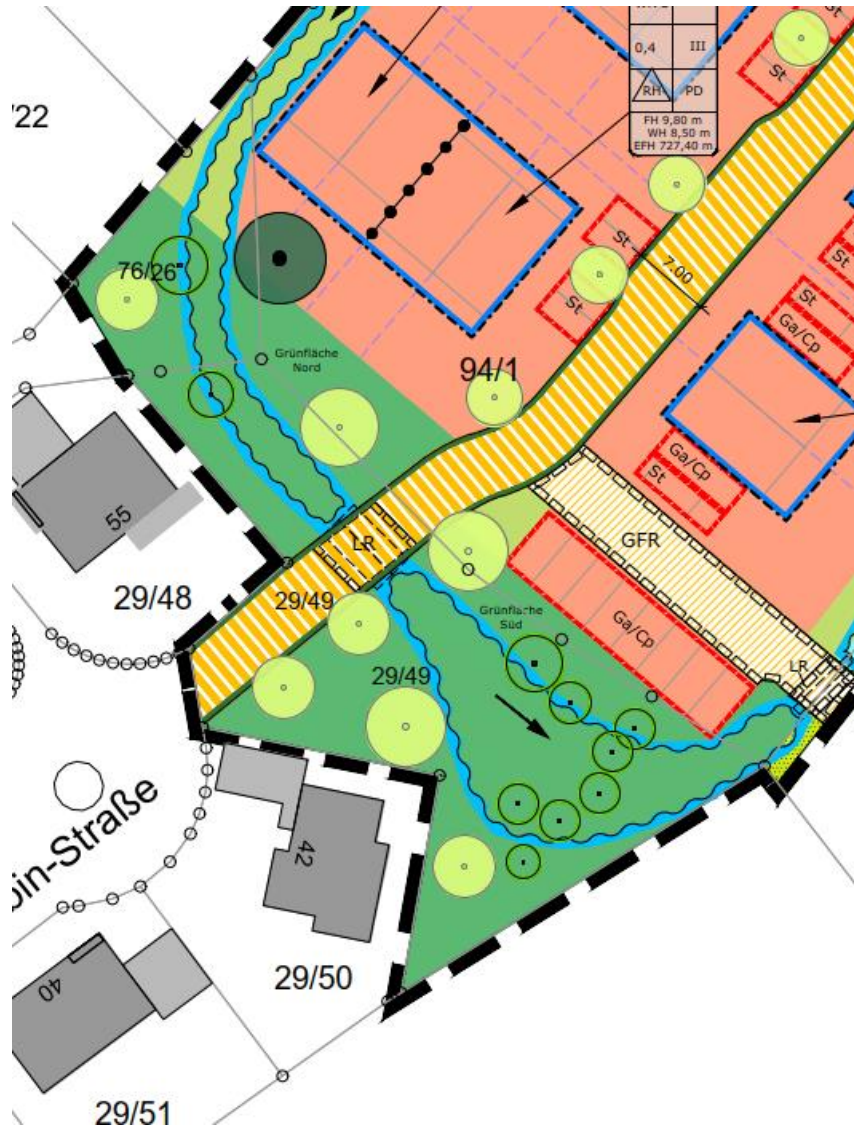 St
0,4
III
St
RH
PD
FH 9,80 m
WH 8,50 m
EFH 727,40 m
/22
St
St
7.00
76/26
St
St
Ga/Cp
Grünfläche
Nord
94/1
Ga/Cp
St
55
LR
GFR
29/48
29/49
Grünfläche
Süd
Ga/Cp
LR
29/49
bin-Straße
42
29/50
40
29/51